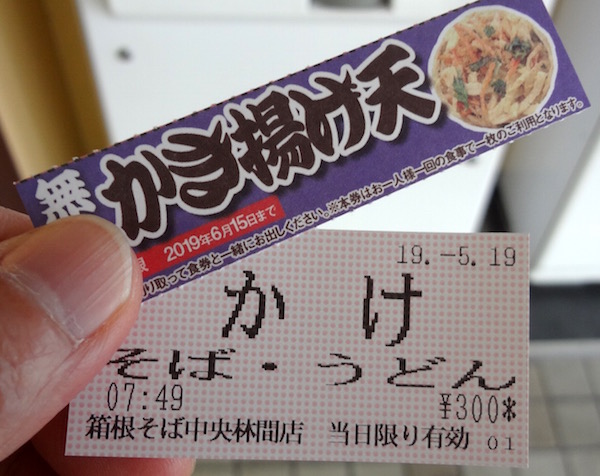 無
かき揚げ天
限 2019年6月15日まで
り取って食券と一緒にお出しください。※本券はお一人様一回の食事で一枚のご利用となります。
19.-5.19
かけ
そば・うどん
07:49 ¥300*
箱根そば中央林間店 当日限り有効 01